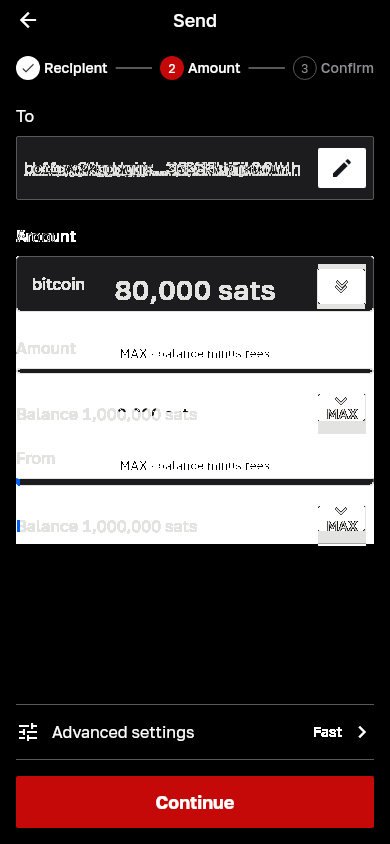 Send
Recipient
2 Amount
3 Confirm
To
Amount
bitcoin 80,000 sats
Amount
MAX - balance minus fees
Balance 1,000,000 sats
MAX
From
MAX - balance minus fees
Balance 1,000,000 sats
MAX
Advanced settings Fast
Continue